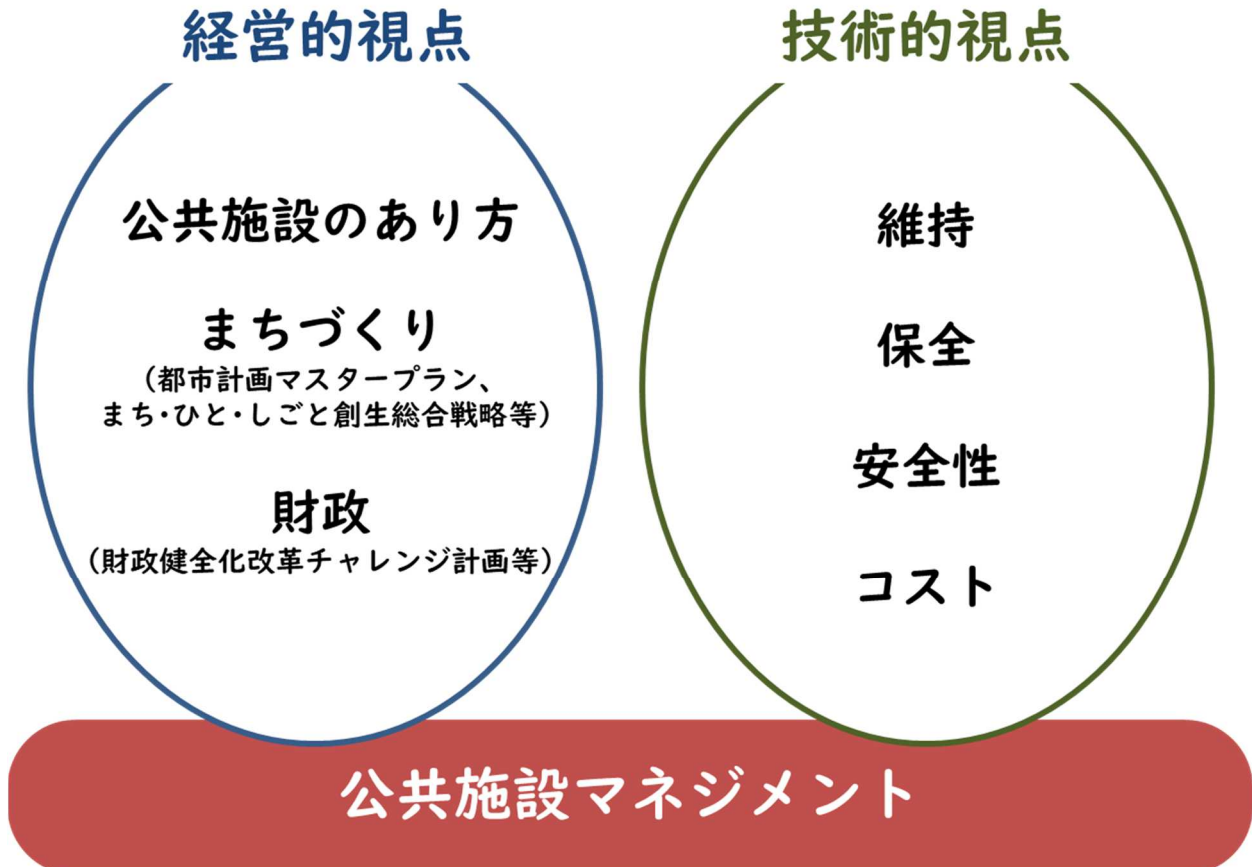 経営的視点
公共施設のあり方
まちづくり
（都市計画マスタープラン、
まち・ひと・しごと創生総合戦略等）
財政
（財政健全化改革チャレンジ計画等）
技術的視点
維持
保全
安全性
コスト
公共施設マネジメント